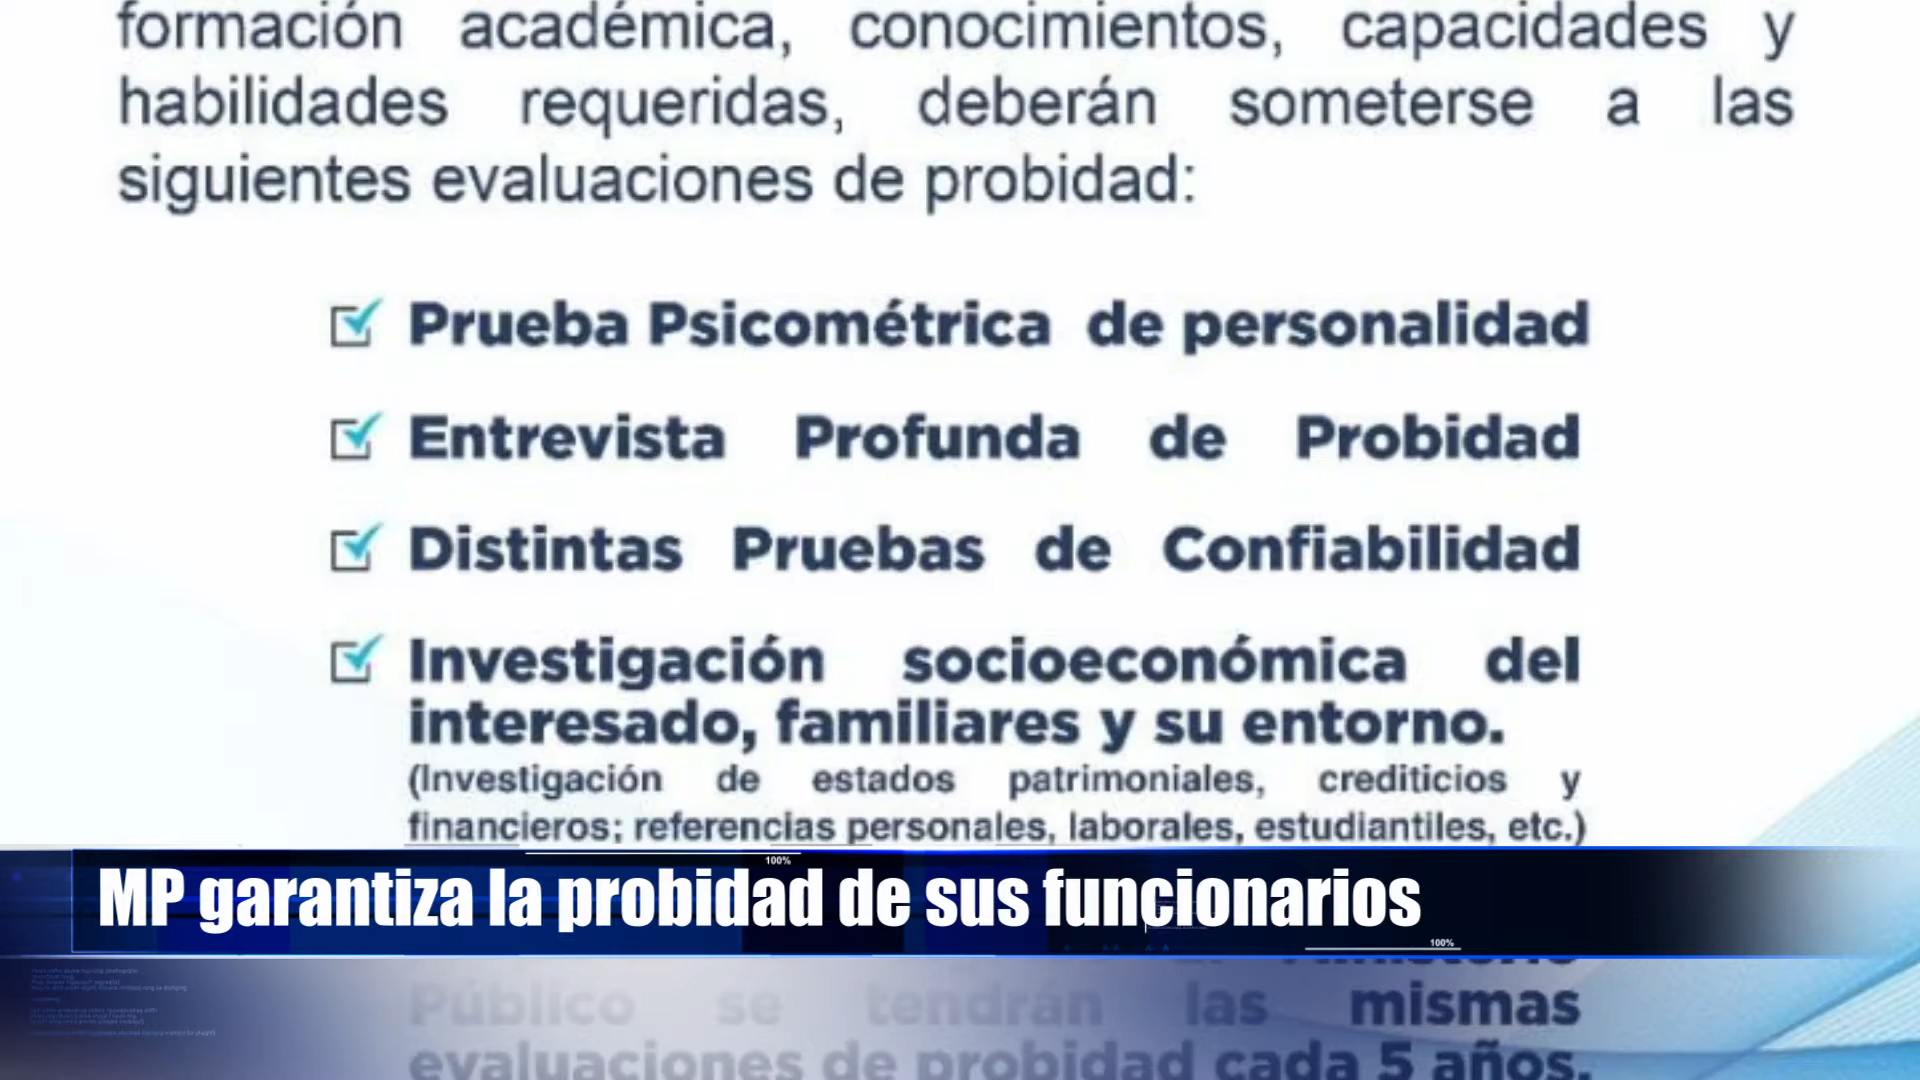 formación académica, conocimientos, capacidades y
habilidades requeridas, deberán someterse a las
siguientes evaluaciones de probidad:
Prueba Psicométrica de personalidad
Entrevista Profunda de Probidad
Distintas Pruebas de Confiabilidad
Investigación socioeconómica del
interesado, familiares y su entorno.
(Investigación de estados patrimoniales, crediticios y
financieros; referencias personales, laborales, estudiantiles, etc.)
100%
MP garantiza la probidad de sus funcionarios
100%
Ministerio
Público se tendrán las mismas
evaluaciones de probidad cada 5 años.